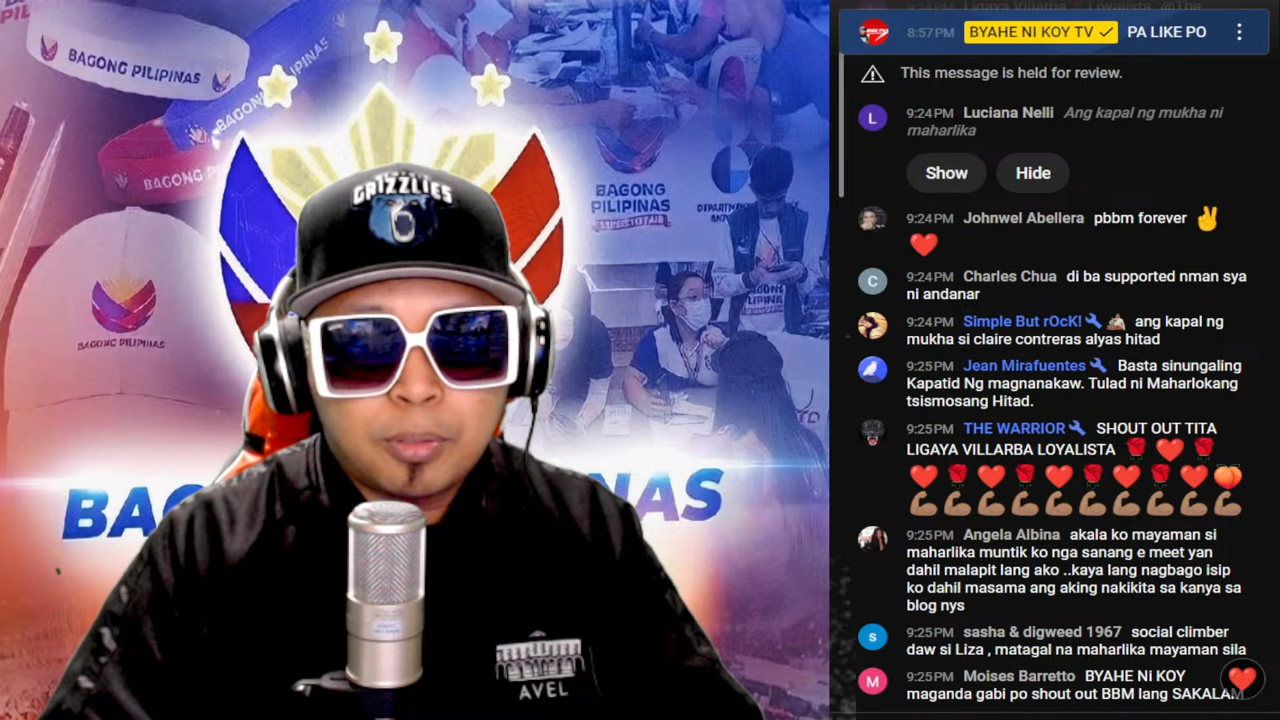 PILIPINAS
BAGONG PILIPINAS
BAGONG PILIPINAS
BAGONG PILIPINAS
GRIZZLIES
BAGONG
PILIPINAS
AVEL
8:57 PM BYAHE NI KOY TV PA LIKE PO
This message is held for review.
9:24 PM Luciana Nelli Ang kapal ng mukha ni
maharlika
Show Hide
9:24 PM Johnwel Abellera pbbm forever ✌️
❤️
9:24 PM Charles Chua di ba supported nman sya
ni andanar
9:24 PM Simple But rOcK! ang kapal ng
mukha si claire contreras alyas hitad
9:25 PM Jean Mirafuentes Basta sinungaling
Kapatid Ng magnanakaw. Tulad ni Maharlokang
tsismosang Hitad.
9:25 PM THE WARRIOR SHOUT OUT TITA
LIGAYA VILLARBA LOYALISTA 🌹 ❤️ 🌹
❤️🌹❤️🌹❤️🌹❤️🌹❤️🍑
💪🏽💪🏽💪🏽💪🏽💪🏽💪🏽💪🏽💪🏽💪🏽💪🏽
9:25 PM Angela Albina akala ko mayaman si
maharlika muntik ko nga sanang e meet yan
dahil malapit lang ako ..kaya lang nagbago isip
ko dahil masama ang aking nakikita sa kanya sa
blog nys
9:25 PM sasha & digweed 1967 social climber
daw si Liza , matagal na maharlika mayaman sila
9:25 PM Moises Barretto BYAHE NI KOY
maganda gabi po shout out BBM lang SAKALAM